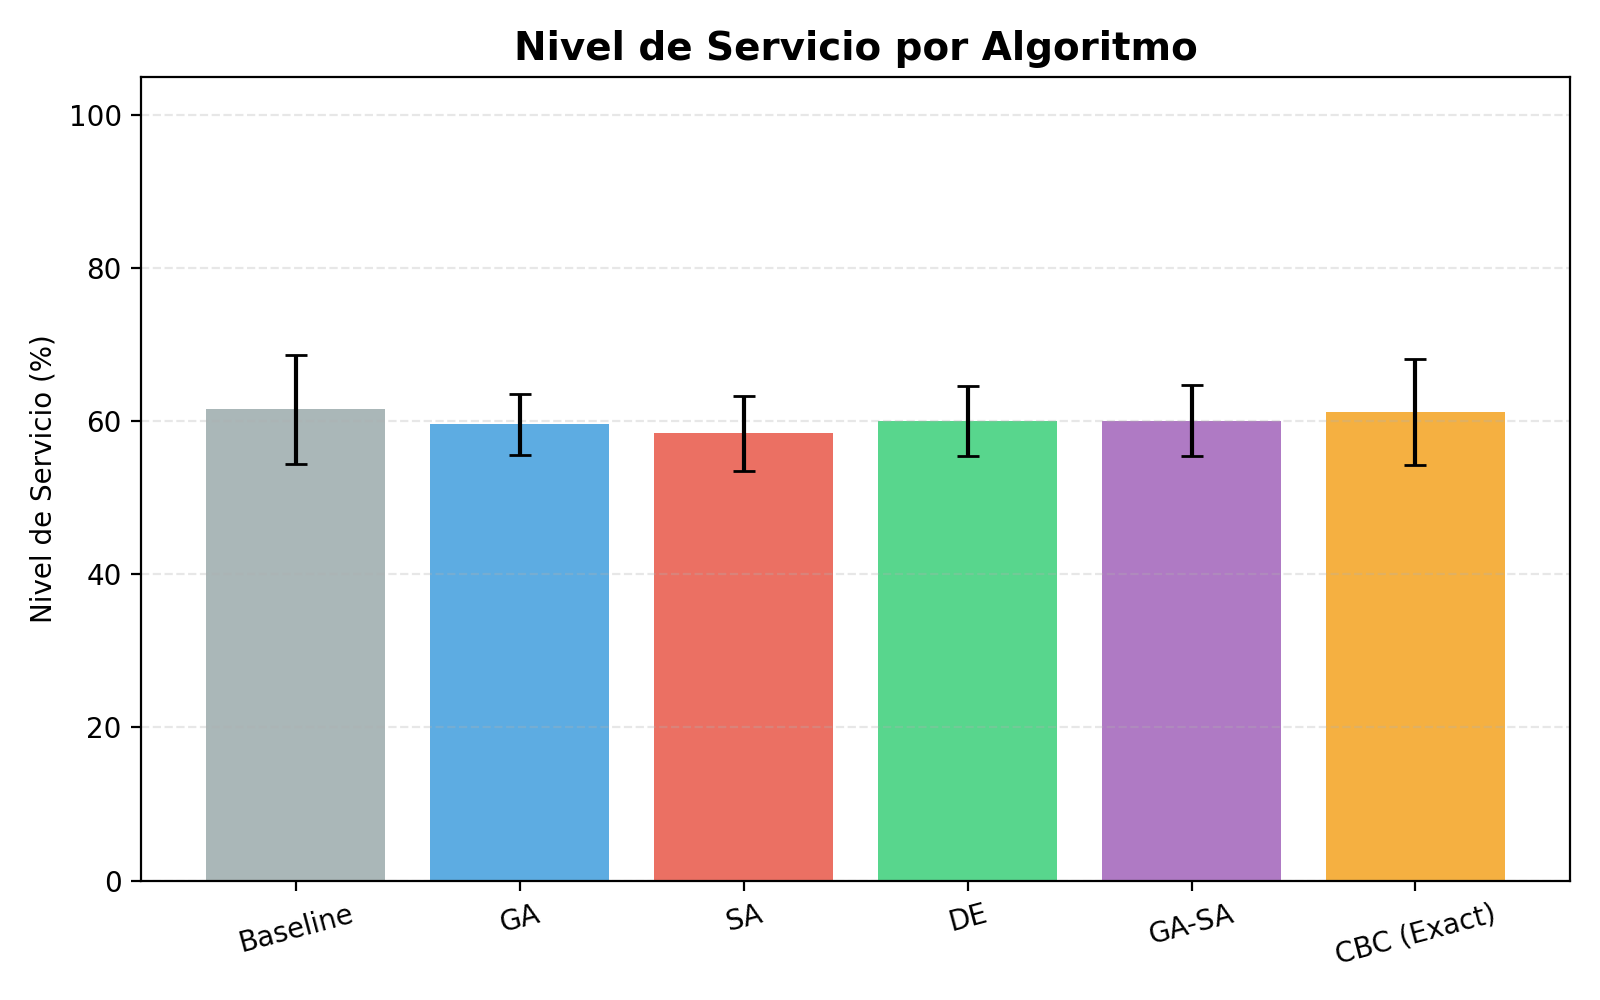 Nivel de Servicio por Algoritmo
Nivel de Servicio (%)
100
80
60
40
20
0
Baseline
GA
SA
DE
GA-SA
CBC (Exact)